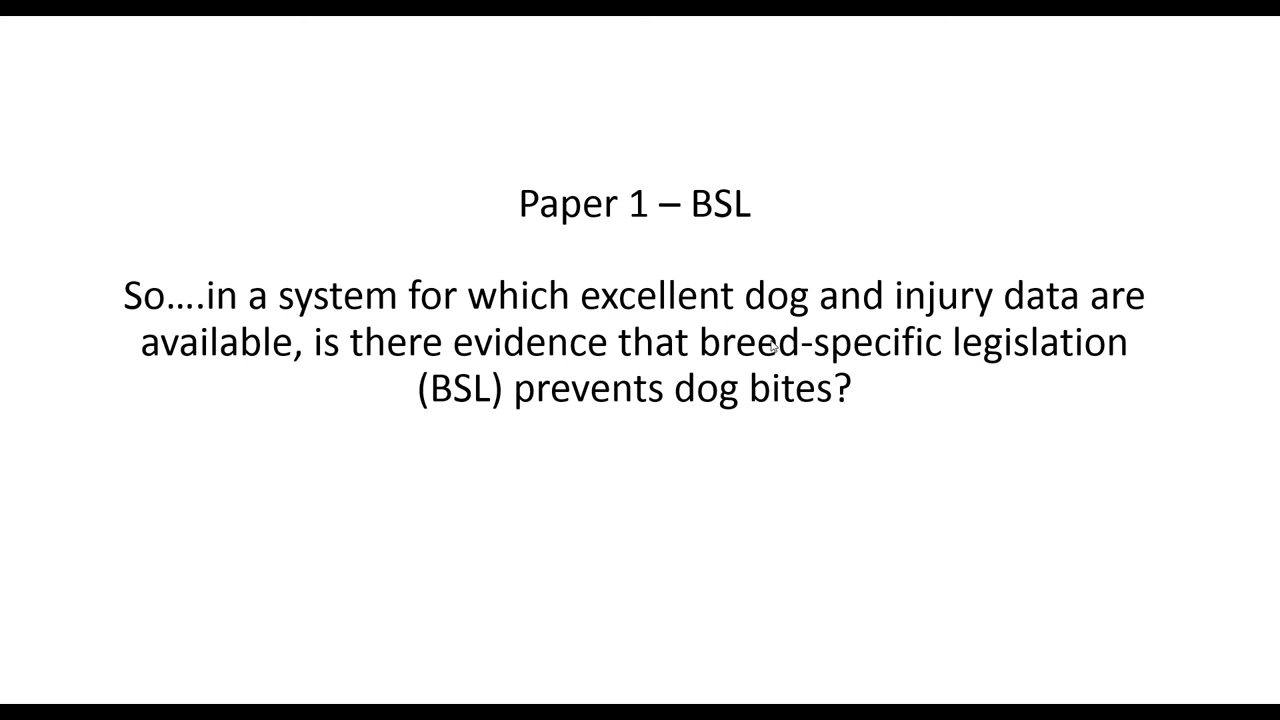 Paper 1 – BSL
So….in a system for which excellent dog and injury data are
available, is there evidence that breed-specific legislation
(BSL) prevents dog bites?